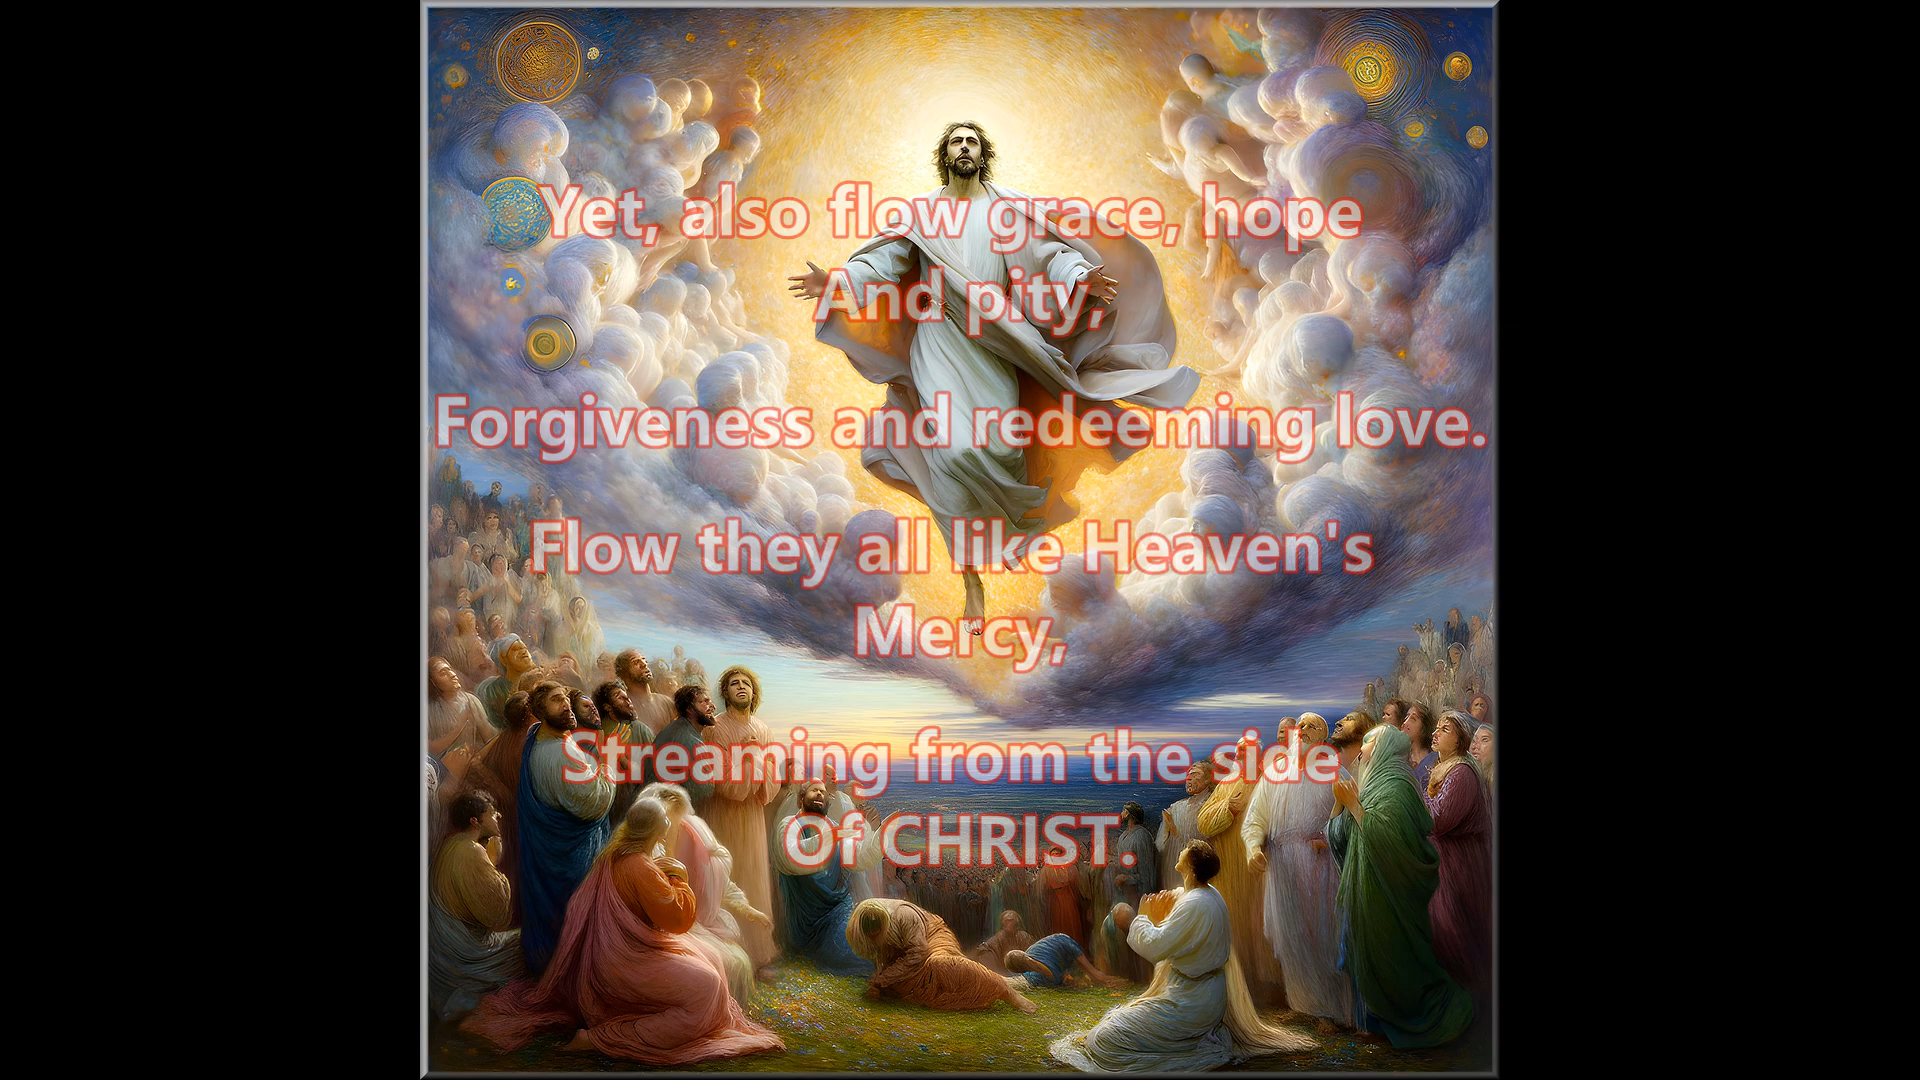 Yet, also flow grace, hope
And pity,
Forgiveness and redeeming love.
Flow they all like Heaven's
Mercy,
Streaming from the side
Of CHRIST.